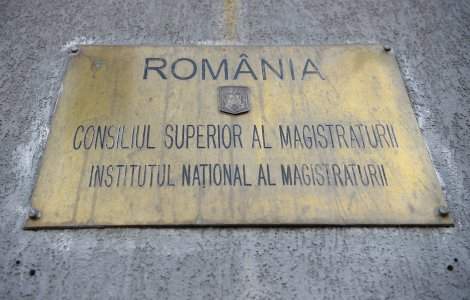 ROMÂNIA
CONSILIUL SUPERIOR AL MAGISTRATURII
INSTITUTUL NAȚIONAL AL MAGISTRATURII